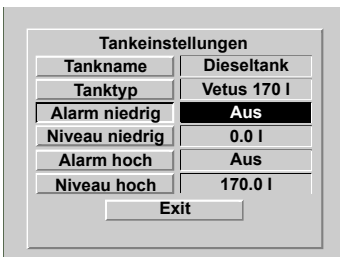 Tankeinstellungen
Tankname Dieseltank
Tanktyp Vetus 170 l
Alarm niedrig Aus
Niveau niedrig 0.0 l
Alarm hoch Aus
Niveau hoch 170.0 l
Exit